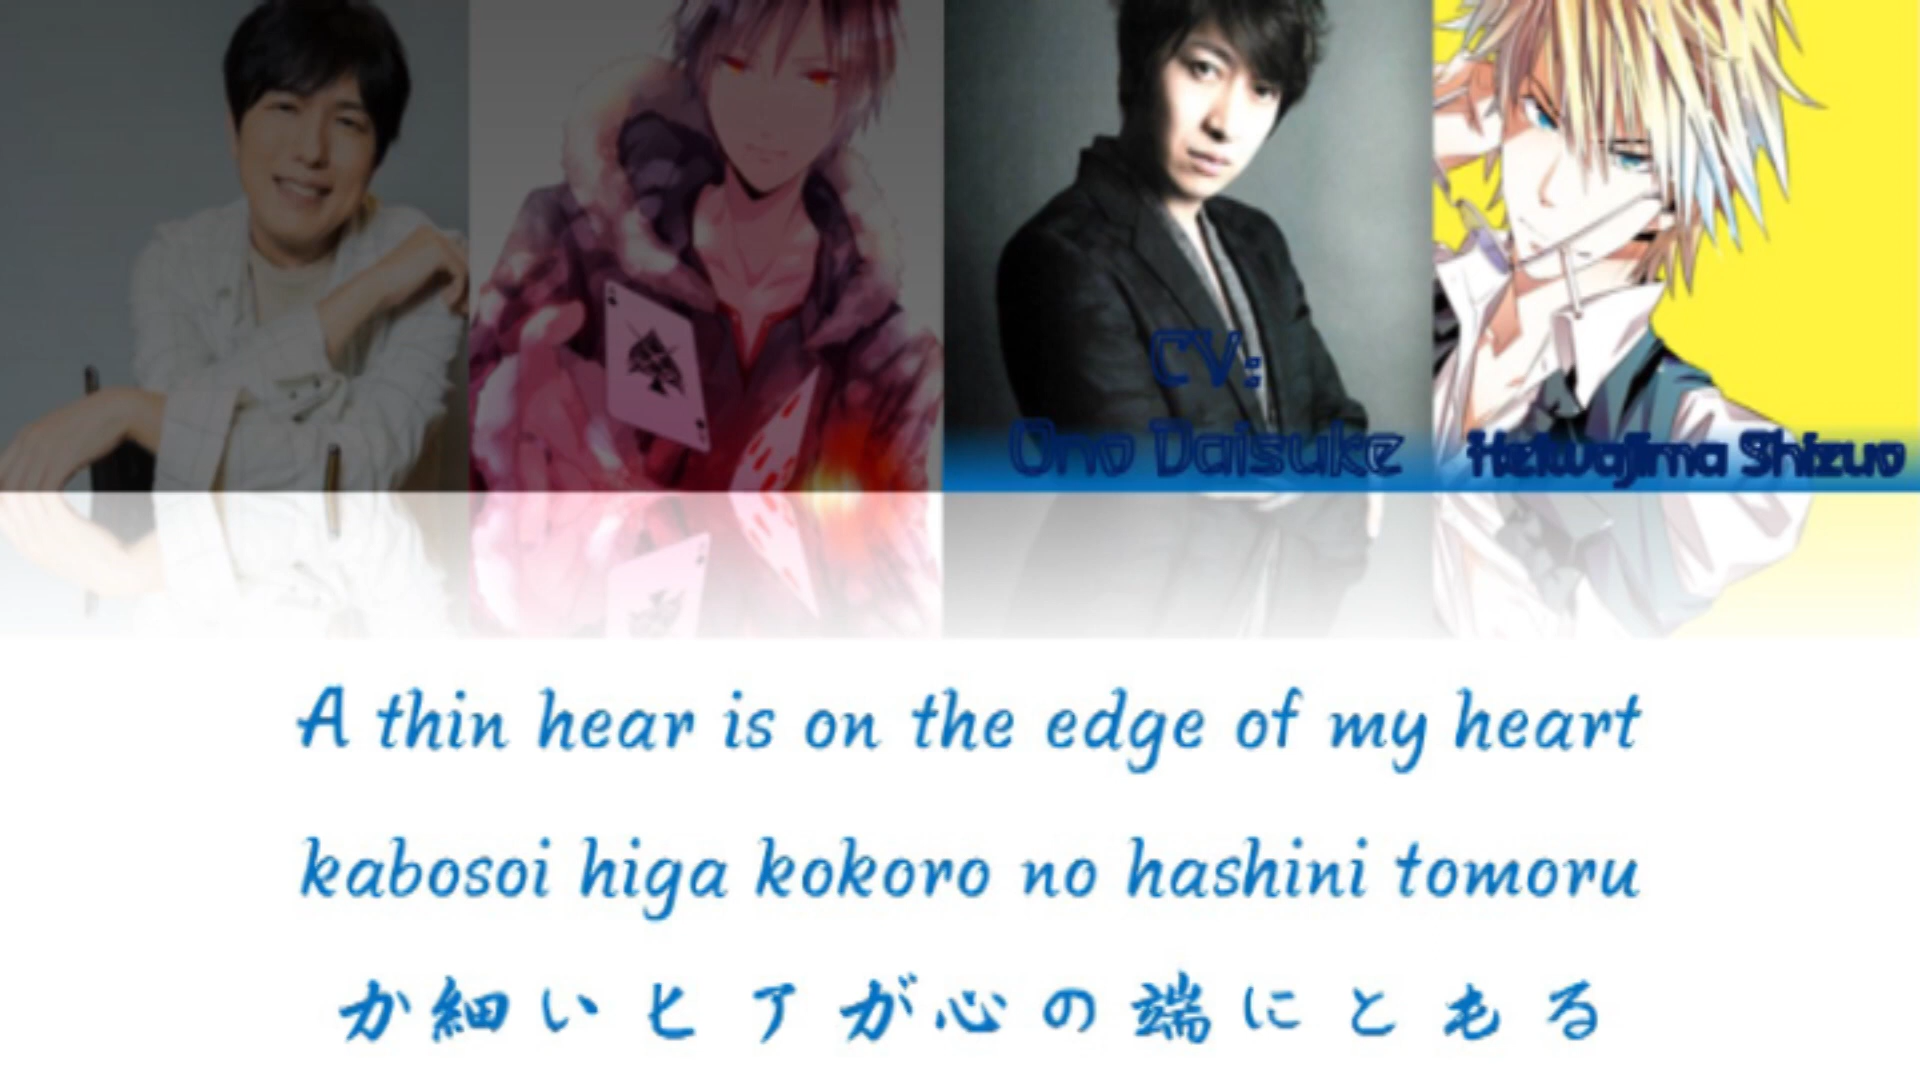 CV:
Ono Daisuke
Heiwajima Shizuo
A thin hear is on the edge of my heart
kabosoi higa kokoro no hashini tomoru
か細いヒアが心の端にともる